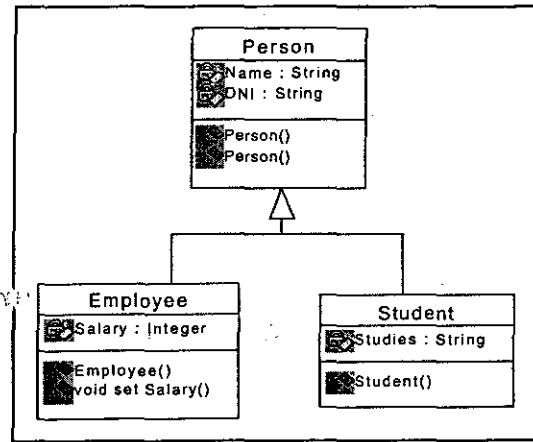 Person
Name : String
DNI : String
Person()
Person()
Employee
Salary : Integer
Employee()
void set Salary()
Student
Studies : String
Student()